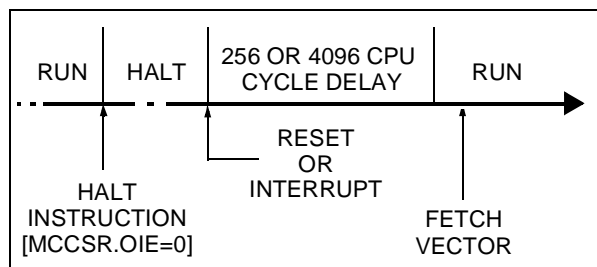 RUN
HALT
256 OR 4096 CPU
CYCLE DELAY
RUN
RESET
OR
INTERRUPT
HALT
INSTRUCTION
[MCCSR.OIE=0]
FETCH
VECTOR